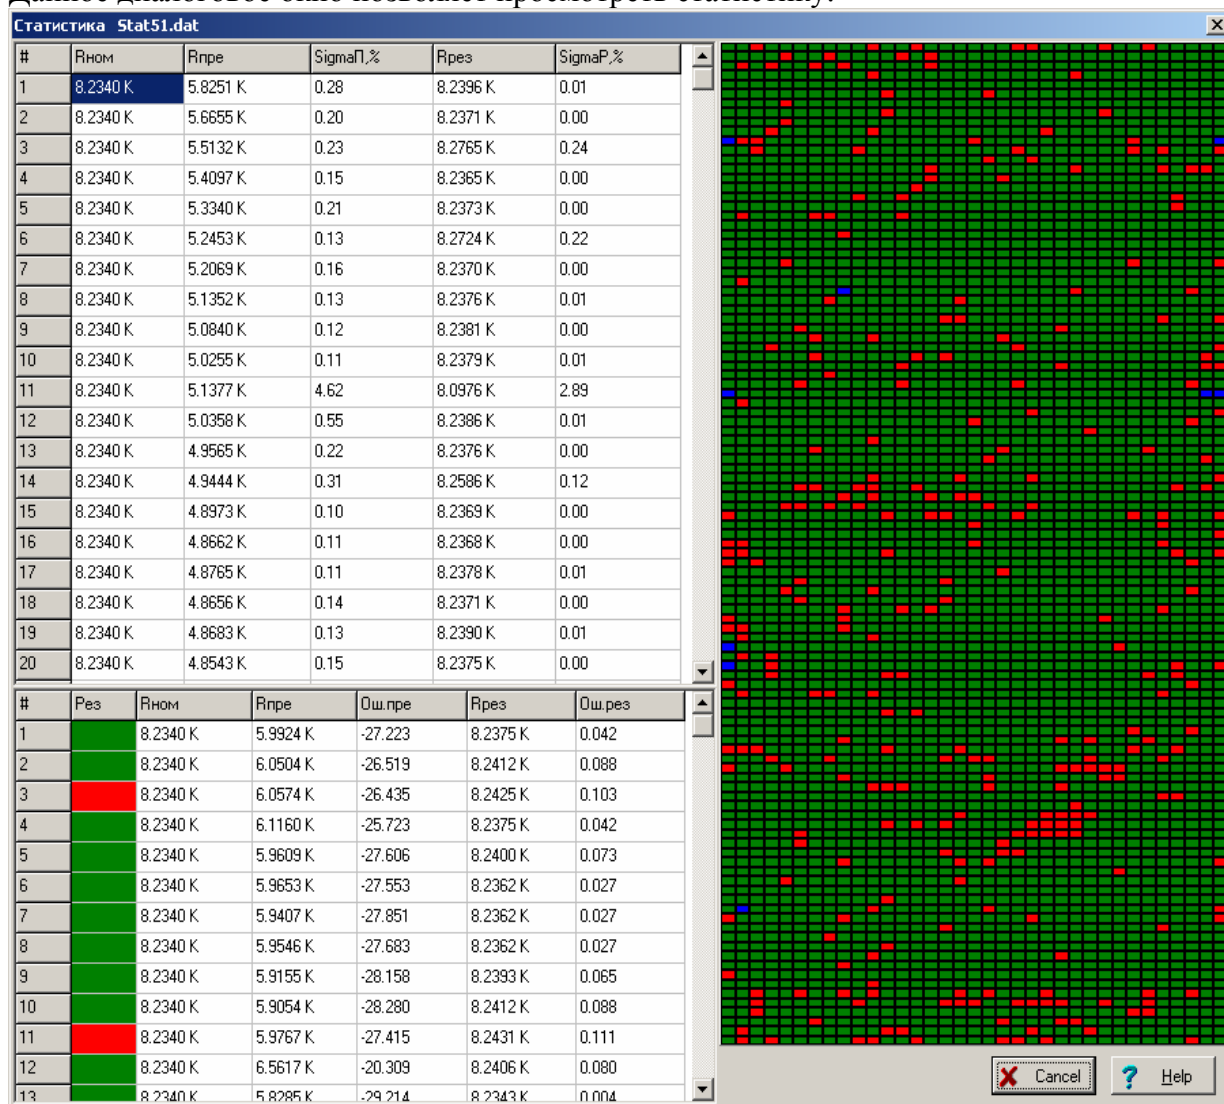 Данное диалоговое окно позволяет просмотреть статистику.
Статистика Stat51.dat
# Rном Rпре SigmaП,% Rрез SigmaP,%
1 8.2340 K 5.8251 K 0.28 8.2396 K 0.01
2 8.2340 K 5.6655 K 0.20 8.2371 K 0.00
3 8.2340 K 5.5132 K 0.23 8.2765 K 0.24
4 8.2340 K 5.4097 K 0.15 8.2365 K 0.00
5 8.2340 K 5.3340 K 0.21 8.2373 K 0.00
6 8.2340 K 5.2453 K 0.13 8.2724 K 0.22
7 8.2340 K 5.2069 K 0.16 8.2370 K 0.00
8 8.2340 K 5.1352 K 0.13 8.2376 K 0.01
9 8.2340 K 5.0840 K 0.12 8.2381 K 0.00
10 8.2340 K 5.0255 K 0.11 8.2379 K 0.01
11 8.2340 K 5.1377 K 4.62 8.0976 K 2.89
12 8.2340 K 5.0358 K 0.55 8.2386 K 0.01
13 8.2340 K 4.9565 K 0.22 8.2376 K 0.00
14 8.2340 K 4.9444 K 0.31 8.2586 K 0.12
15 8.2340 K 4.8973 K 0.10 8.2369 K 0.00
16 8.2340 K 4.8662 K 0.11 8.2368 K 0.00
17 8.2340 K 4.8765 K 0.11 8.2378 K 0.01
18 8.2340 K 4.8656 K 0.14 8.2371 K 0.00
19 8.2340 K 4.8683 K 0.13 8.2390 K 0.01
20 8.2340 K 4.8543 K 0.15 8.2375 K 0.00
# Рез Rном Rпре Ош.пре Rрез Ош.рез
1 8.2340 K 5.9924 K -27.223 8.2375 K 0.042
2 8.2340 K 6.0504 K -26.519 8.2412 K 0.088
3 8.2340 K 6.0574 K -26.435 8.2425 K 0.103
4 8.2340 K 6.1160 K -25.723 8.2375 K 0.042
5 8.2340 K 5.9609 K -27.606 8.2400 K 0.073
6 8.2340 K 5.9653 K -27.553 8.2362 K 0.027
7 8.2340 K 5.9407 K -27.851 8.2362 K 0.027
8 8.2340 K 5.9546 K -27.683 8.2362 K 0.027
9 8.2340 K 5.9155 K -28.158 8.2393 K 0.065
10 8.2340 K 5.9054 K -28.280 8.2412 K 0.088
11 8.2340 K 5.9767 K -27.415 8.2431 K 0.111
12 8.2340 K 6.5617 K -20.309 8.2406 K 0.080
13 8.2340 K 5.8285 K -29.214 8.2343 K 0.004
Cancel Help